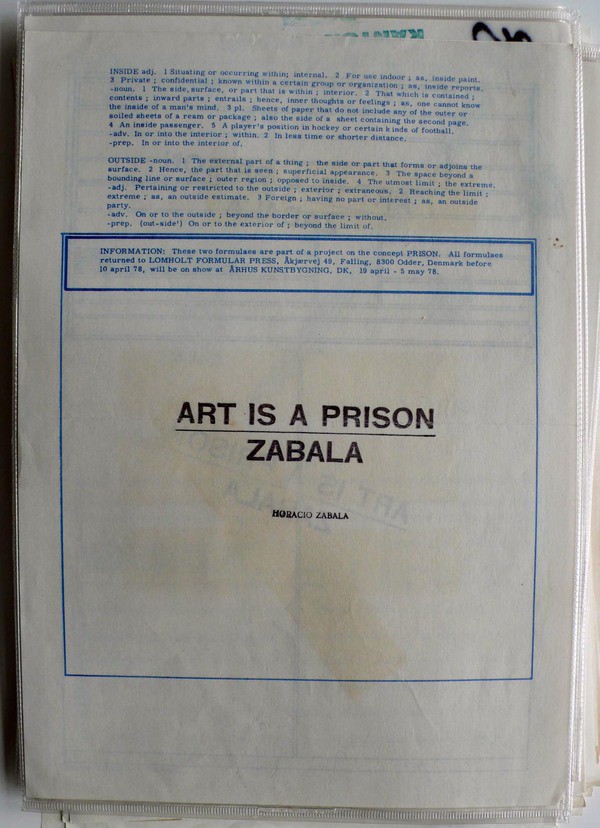 INSIDE adj. 1 Situating or occurring within; internal. 2 For use indoor ; as, inside paint.
3 Private ; confidential ; known within a certain group or organization ; as, inside reports.
-noun. 1 The side, surface, or part that is within ; interior. 2 That which is contained ;
contents ; inward parts ; entrails ; hence, inner thoughts or feelings ; as, one cannot know
the inside of a man's mind. 3 pl. Sheets of paper that do not include any of the outer or
soiled sheets of a ream or package ; also the side of a sheet containing the second page.
4 An inside passenger. 5 A player's position in hockey or certain kinds of football.
-adv. In or into the interior ; within. 2 In less time or shorter distance.
-prep. In or into the interior of.
OUTSIDE -noun. 1 The external part of a thing ; the side or part that forms or adjoins the
surface. 2 Hence, the part that is seen ; superficial appearance. 3 The space beyond a
bounding line or surface ; outer region ; opposed to inside. 4 The utmost limit ; the extreme.
-adj. Pertaining or restricted to the outside ; exterior ; extraneous. 2 Reaching the limit ;
extreme ; as, an outside estimate. 3 Foreign ; having no part or interest ; as, an outside
party.
-adv. On or to the outside ; beyond the border or surface ; without.
-prep. (out-side') On or to the exterior of ; beyond the limit of.
INFORMATION: These two formulaes are part of a project on the concept PRISON. All formulaes
returned to LOMHOLT FORMULAR PRESS, Åkjærvej 49, Falling, 8300 Odder, Denmark before
10 april 78, will be on show at ÅRHUS KUNSTBYGNING, DK, 19 april - 5 may 78.
ART IS A PRISON
ZABALA
HORACIO ZABALA